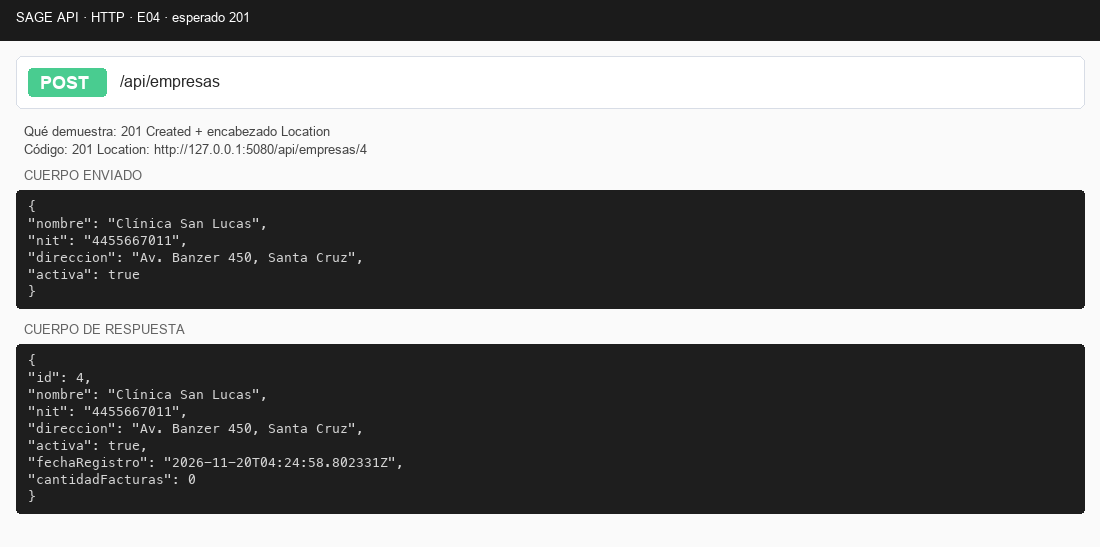 SAGE API · HTTP · E04 · esperado 201
POST /api/empresas
Qué demuestra: 201 Created + encabezado Location
Código: 201 Location: http://127.0.0.1:5080/api/empresas/4
CUERPO ENVIADO
{
"nombre": "Clínica San Lucas",
"nit": "4455667011",
"direccion": "Av. Banzer 450, Santa Cruz",
"activa": true
}
CUERPO DE RESPUESTA
{
"id": 4,
"nombre": "Clínica San Lucas",
"nit": "4455667011",
"direccion": "Av. Banzer 450, Santa Cruz",
"activa": true,
"fechaRegistro": "2026-11-20T04:24:58.802331Z",
"cantidadFacturas": 0
}